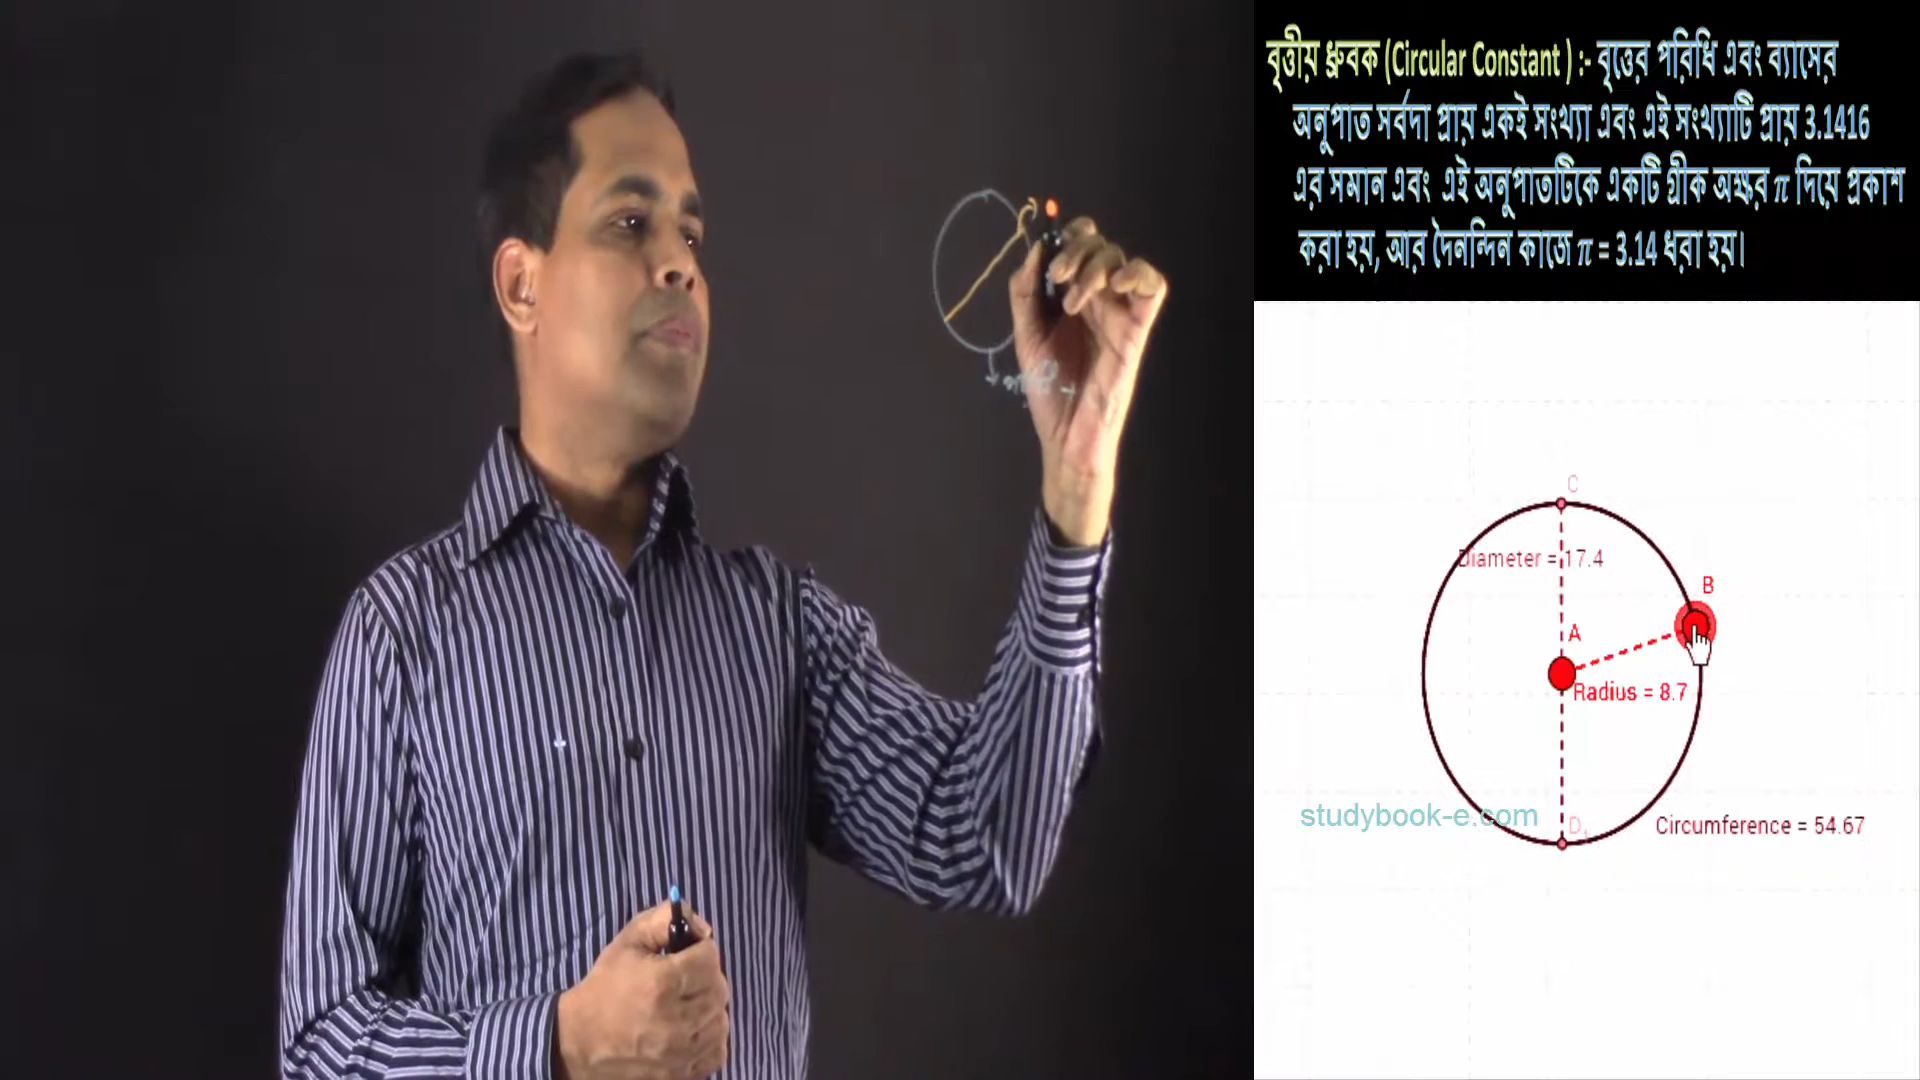 বৃত্তীয় ধ্রুবক (Circular Constant ) :- বৃত্তের পরিধি এবং ব্যাসের
অনুপাত সর্বদা প্রায় একই সংখ্যা এবং এই সংখ্যাটি প্রায় 3.1416
এর সমান এবং এই অনুপাতটিকে একটি গ্রীক অক্ষর π দিয়ে প্রকাশ
করা হয়, আর দৈনন্দিন কাজে π = 3.14 ধরা হয়।
C
Diameter = 17.4
B
A
Radius = 8.7
studybook-e.com
D₁
Circumference = 54.67